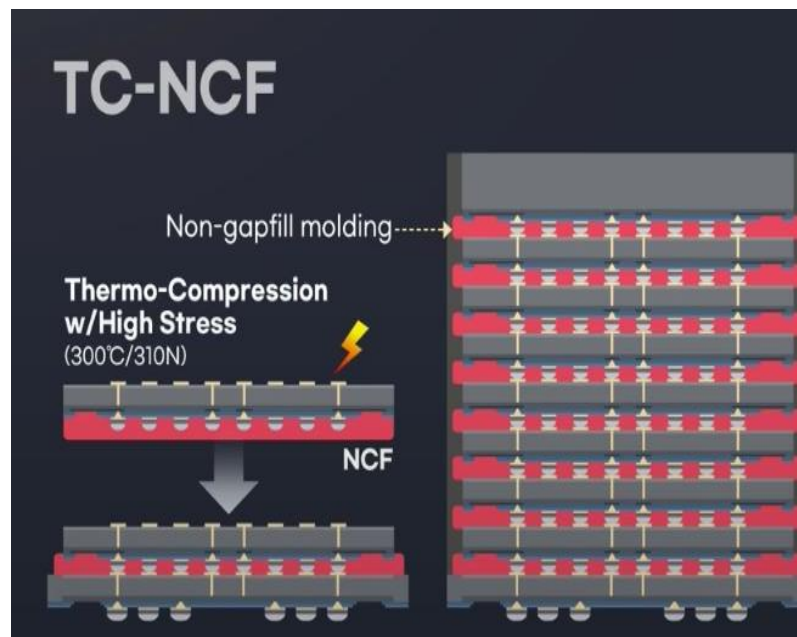 TC-NCF
Non-gapfill molding
Thermo-Compression
w/High Stress
(300℃/310N)
NCF